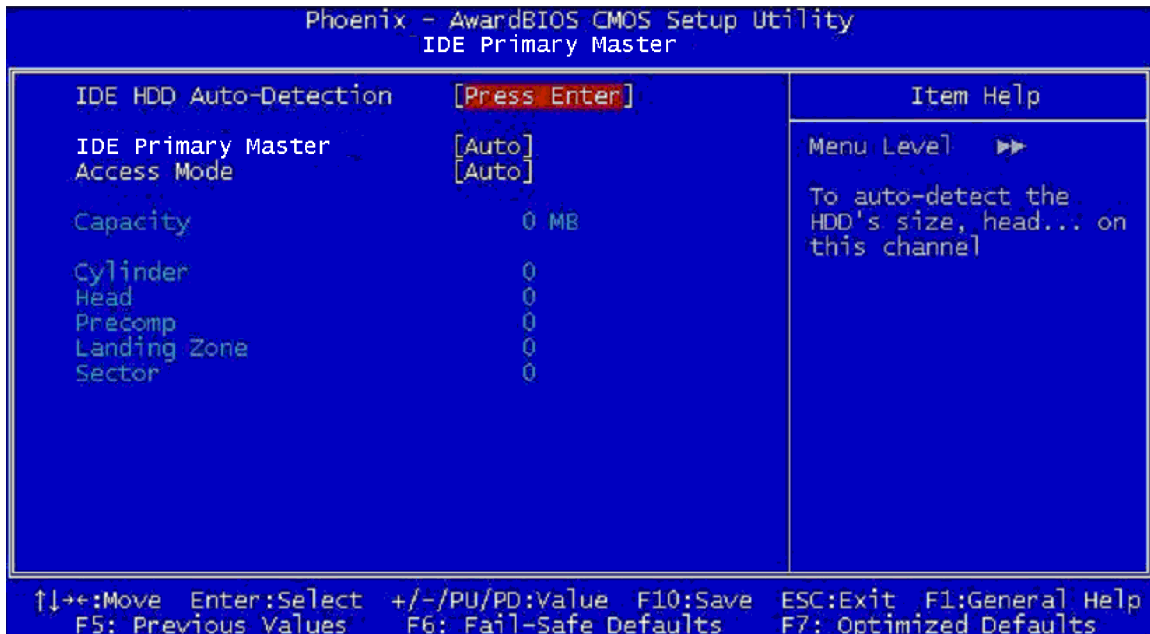 Phoenix - AwardBIOS CMOS Setup Utility
IDE Primary Master
IDE HDD Auto-Detection [Press Enter]
IDE Primary Master [Auto]
Access Mode [Auto]
Capacity 0 MB
Cylinder 0
Head 0
Precomp 0
Landing Zone 0
Sector 0
Item Help
Menu Level ►►
To auto-detect the
HDD's size, head... on
this channel
↑↓→←:Move Enter:Select +/-/PU/PD:Value F10:Save ESC:Exit F1:General Help
F5: Previous Values F6: Fail-Safe Defaults F7: Optimized Defaults